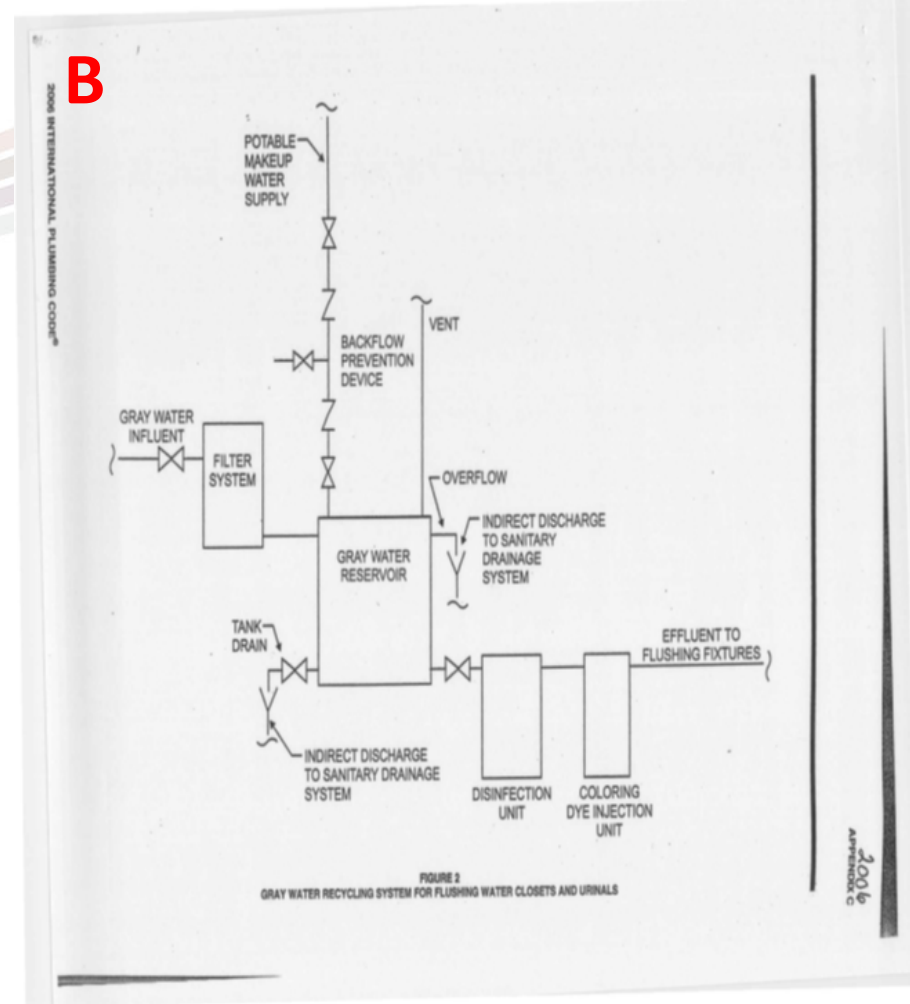 B
2006 INTERNATIONAL PLUMBING CODE®
POTABLE
MAKEUP
WATER
SUPPLY
VENT
BACKFLOW
PREVENTION
DEVICE
GRAY WATER
INFLUENT
FILTER
SYSTEM
OVERFLOW
INDIRECT DISCHARGE
TO SANITARY
DRAINAGE
SYSTEM
GRAY WATER
RESERVOIR
TANK
DRAIN
EFFLUENT TO
FLUSHING FIXTURES
INDIRECT DISCHARGE
TO SANITARY DRAINAGE
SYSTEM
DISINFECTION
UNIT
COLORING
DYE INJECTION
UNIT
FIGURE 2
GRAY WATER RECYCLING SYSTEM FOR FLUSHING WATER CLOSETS AND URINALS
2006
APPENDIX C